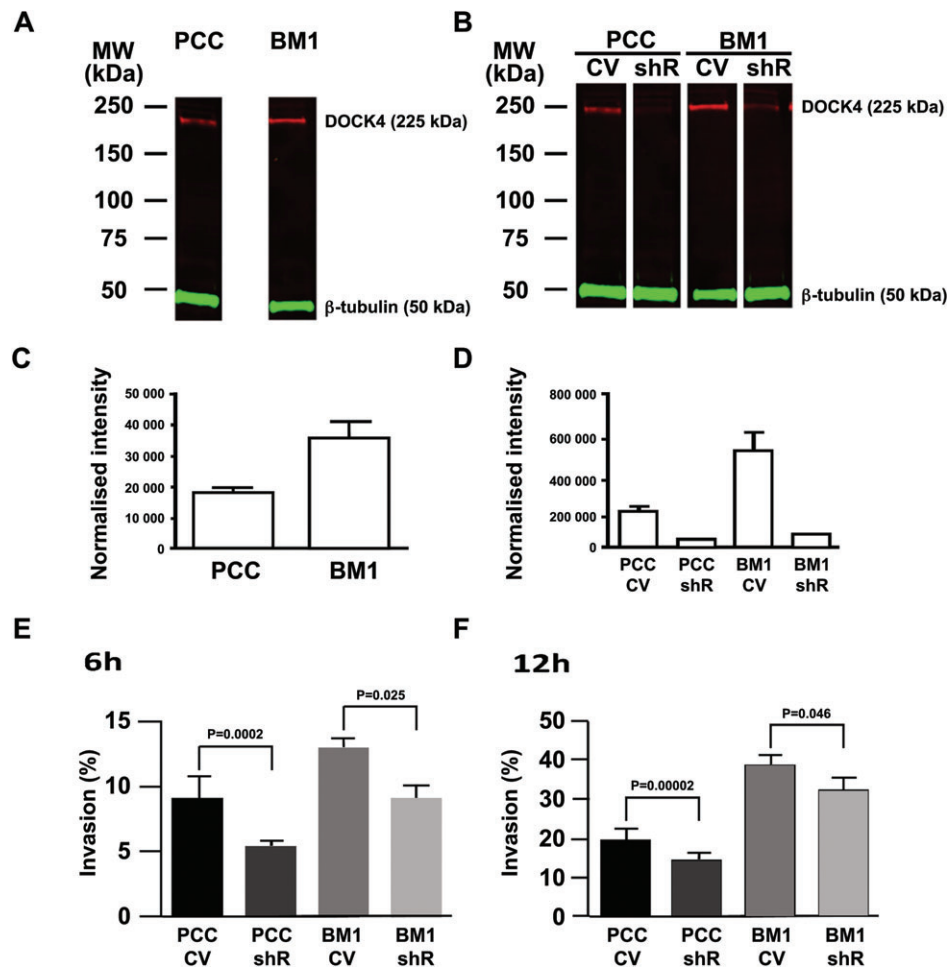 A
PCC BM1
MW
(kDa)
250
150
100
75
50
DOCK4 (225 kDa)
β-tubulin (50 kDa)
B
PCC BM1
CV shR CV shR
MW
(kDa)
250
150
100
75
50
DOCK4 (225 kDa)
β-tubulin (50 kDa)
C
Normalised intensity
50 000
40 000
30 000
20 000
10 000
0
PCC BM1
D
Normalised intensity
800 000
600 000
400 000
200 000
0
PCC PCC BM1 BM1
CV shR CV shR
E
6h
Invasion (%)
15
10
5
0
P=0.0002
P=0.025
PCC PCC BM1 BM1
CV shR CV shR
F
12h
Invasion (%)
50
40
30
20
10
0
P=0.00002
P=0.046
PCC PCC BM1 BM1
CV shR CV shR